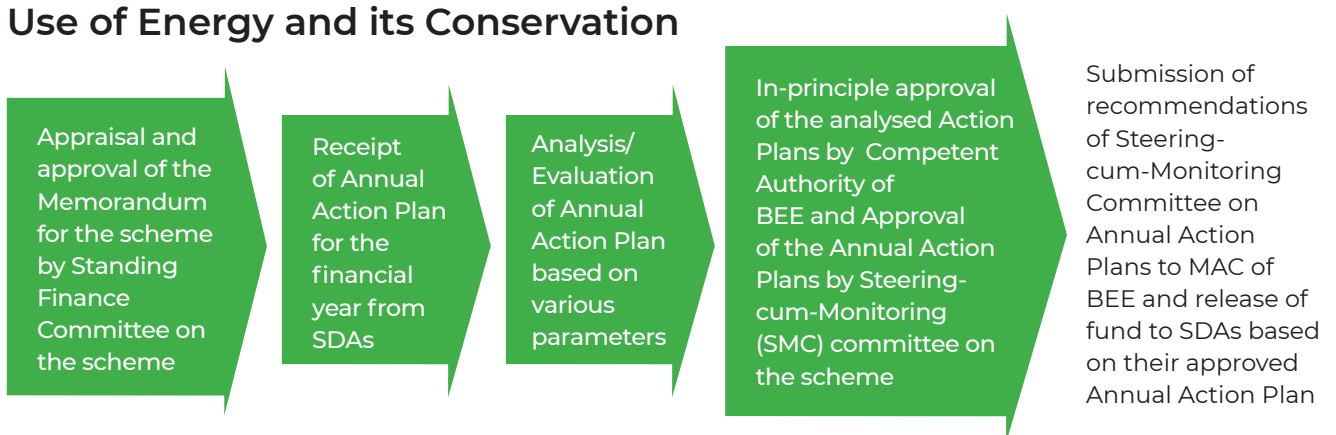 Use of Energy and its Conservation
Appraisal and
approval of the
Memorandum
for the scheme
by Standing
Finance
Committee on
the scheme
Receipt
of Annual
Action Plan
for the
financial
year from
SDAs
Analysis/
Evaluation
of Annual
Action Plan
based on
various
parameters
In-principle approval
of the analysed Action
Plans by Competent
Authority of
BEE and Approval
of the Annual Action
Plans by Steering-
cum-Monitoring
(SMC) committee on
the scheme
Submission of
recommendations
of Steering-
cum-Monitoring
Committee on
Annual Action
Plans to MAC of
BEE and release of
fund to SDAs based
on their approved
Annual Action Plan